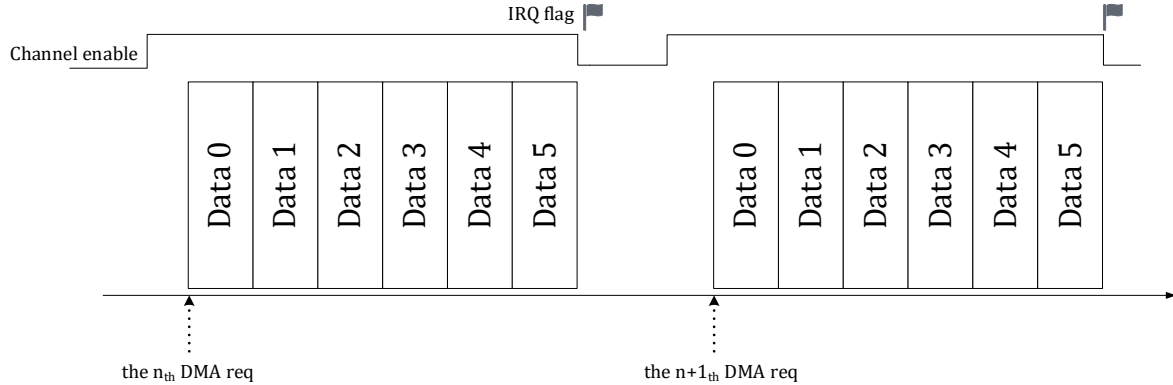 IRQ flag
Channel enable
Data 0
Data 1
Data 2
Data 3
Data 4
Data 5
Data 0
Data 1
Data 2
Data 3
Data 4
Data 5
the nth DMA req
the n+1th DMA req